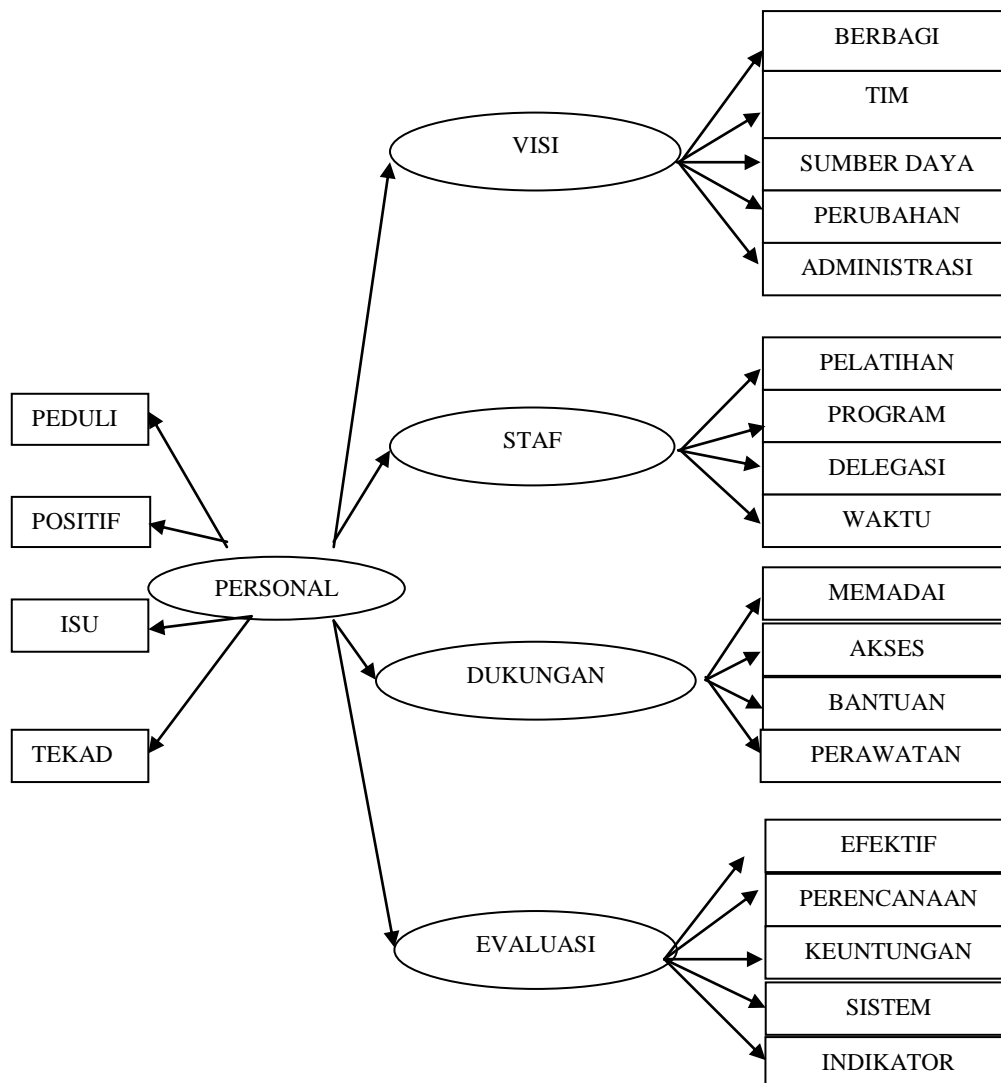 BERBAGI
TIM
VISI
SUMBER DAYA
PERUBAHAN
ADMINISTRASI
PELATIHAN
PEDULI
PROGRAM
STAF
DELEGASI
POSITIF
WAKTU
PERSONAL
MEMADAI
ISU
AKSES
DUKUNGAN
BANTUAN
TEKAD
PERAWATAN
EFEKTIF
PERENCANAAN
EVALUASI
KEUNTUNGAN
SISTEM
INDIKATOR